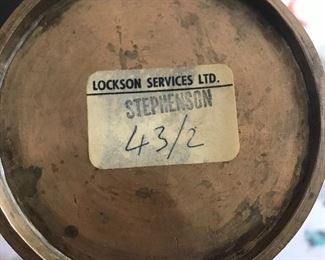 LOCKSON SERVICES LTD.
STEPHENSON
43/2